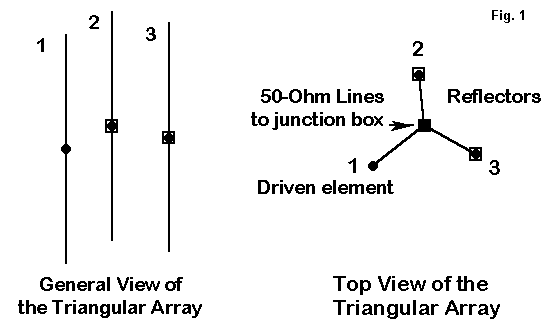 Fig. 1
1
2
3
General View of
the Triangular Array
2
50-Ohm Lines
to junction box
Reflectors
1
3
Driven element
Top View of the
Triangular Array